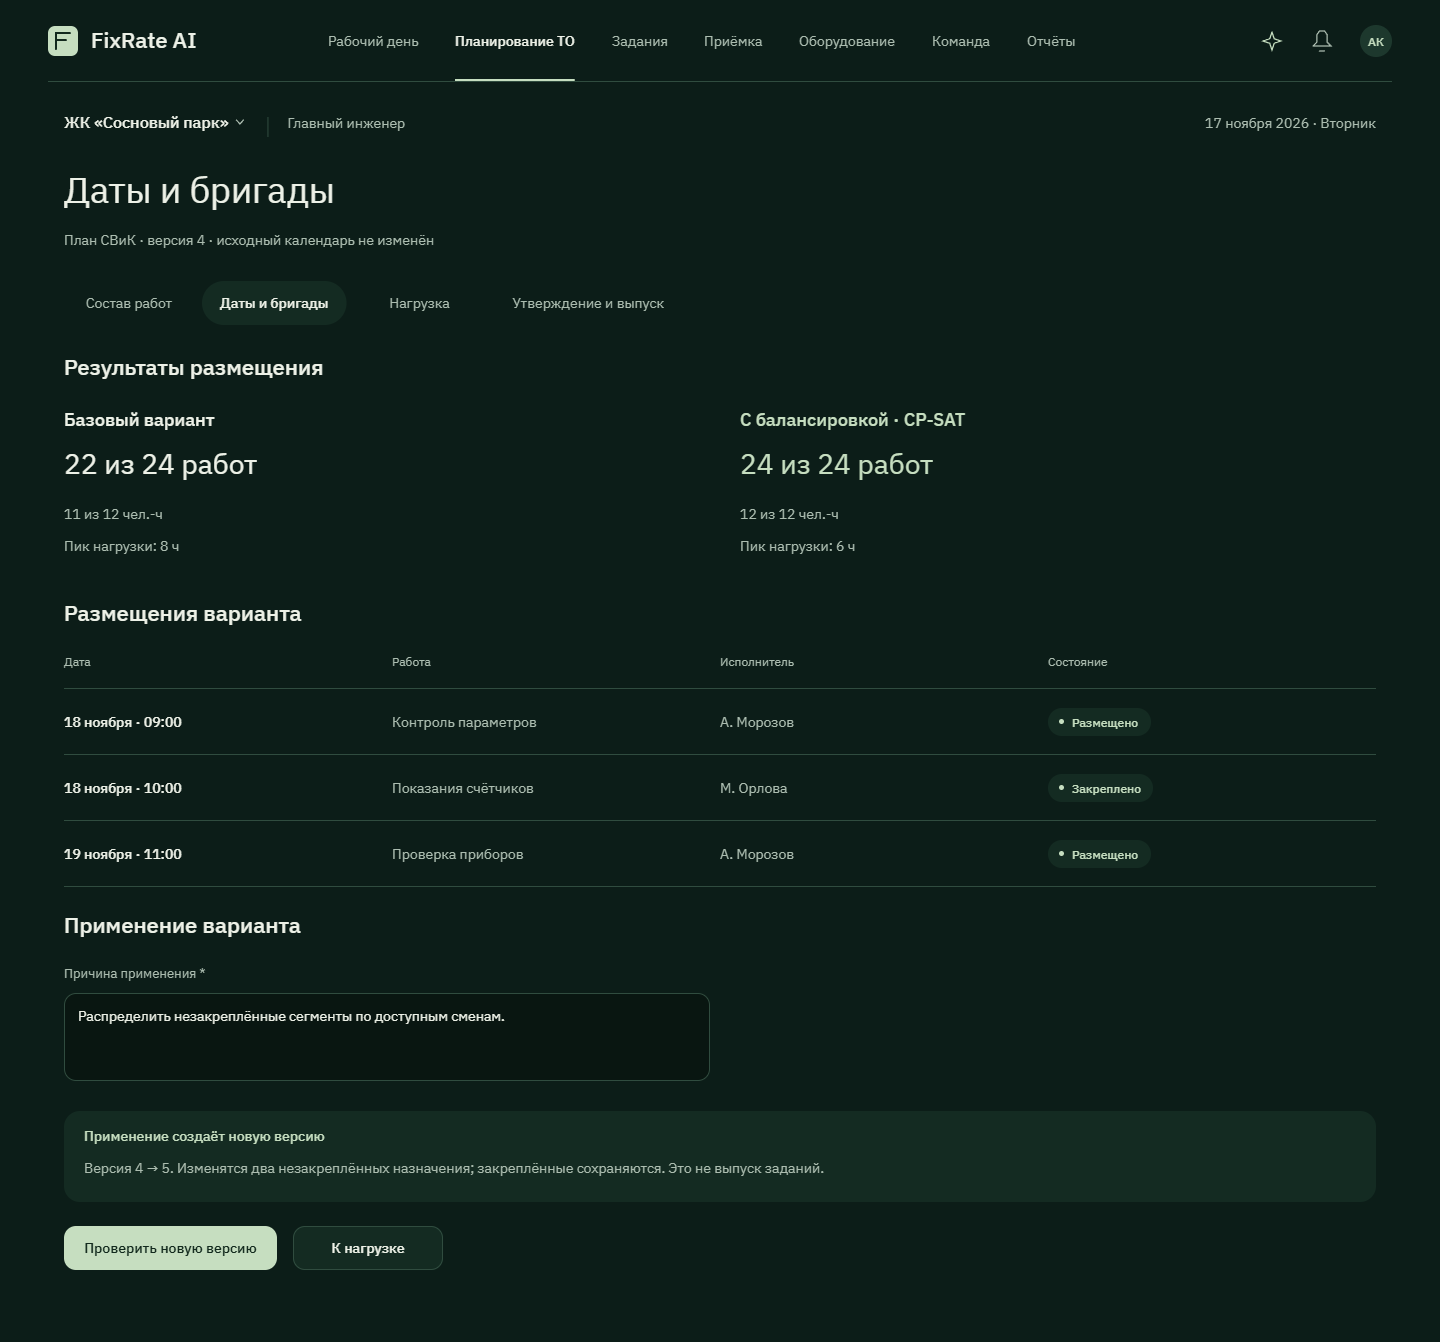 FixRate AI
Рабочий день
Планирование ТО
Задания
Приёмка
Оборудование
Команда
Отчёты
АК
ЖК «Сосновый парк»
Главный инженер
17 ноября 2026 · Вторник
Даты и бригады
План СВиК · версия 4 · исходный календарь не изменён
Состав работ
Даты и бригады
Нагрузка
Утверждение и выпуск
Результаты размещения
Базовый вариант
22 из 24 работ
11 из 12 чел.-ч
Пик нагрузки: 8 ч
С балансировкой · CP-SAT
24 из 24 работ
12 из 12 чел.-ч
Пик нагрузки: 6 ч
Размещения варианта
Дата Работа Исполнитель Состояние
18 ноября · 09:00 Контроль параметров А. Морозов Размещено
18 ноября · 10:00 Показания счётчиков М. Орлова Закреплено
19 ноября · 11:00 Проверка приборов А. Морозов Размещено
Применение варианта
Причина применения *
Распределить незакреплённые сегменты по доступным сменам.
Применение создаёт новую версию
Версия 4 → 5. Изменятся два незакреплённых назначения; закреплённые сохраняются. Это не выпуск заданий.
Проверить новую версию
К нагрузке